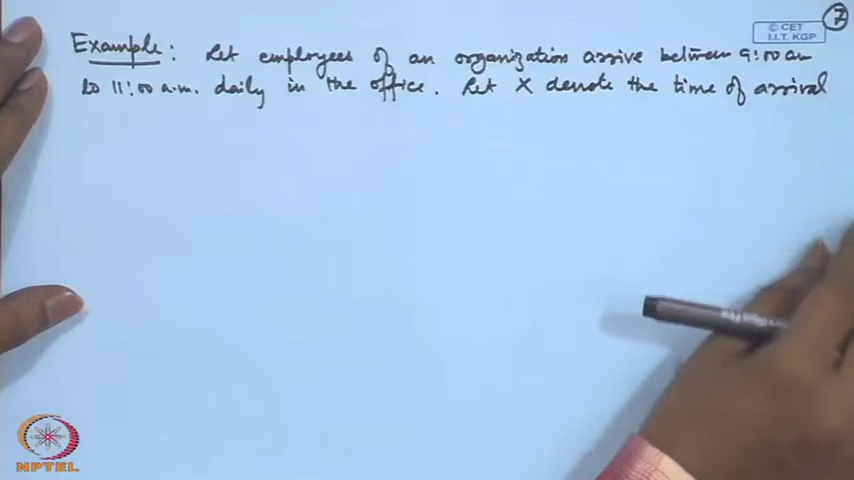 7
© CET
I.I.T. KGP
Example: Let employees of an organization arrive between 9:00 am
to 11:00 a.m. daily in the office. Let X denote the time of arrival
NPTEL